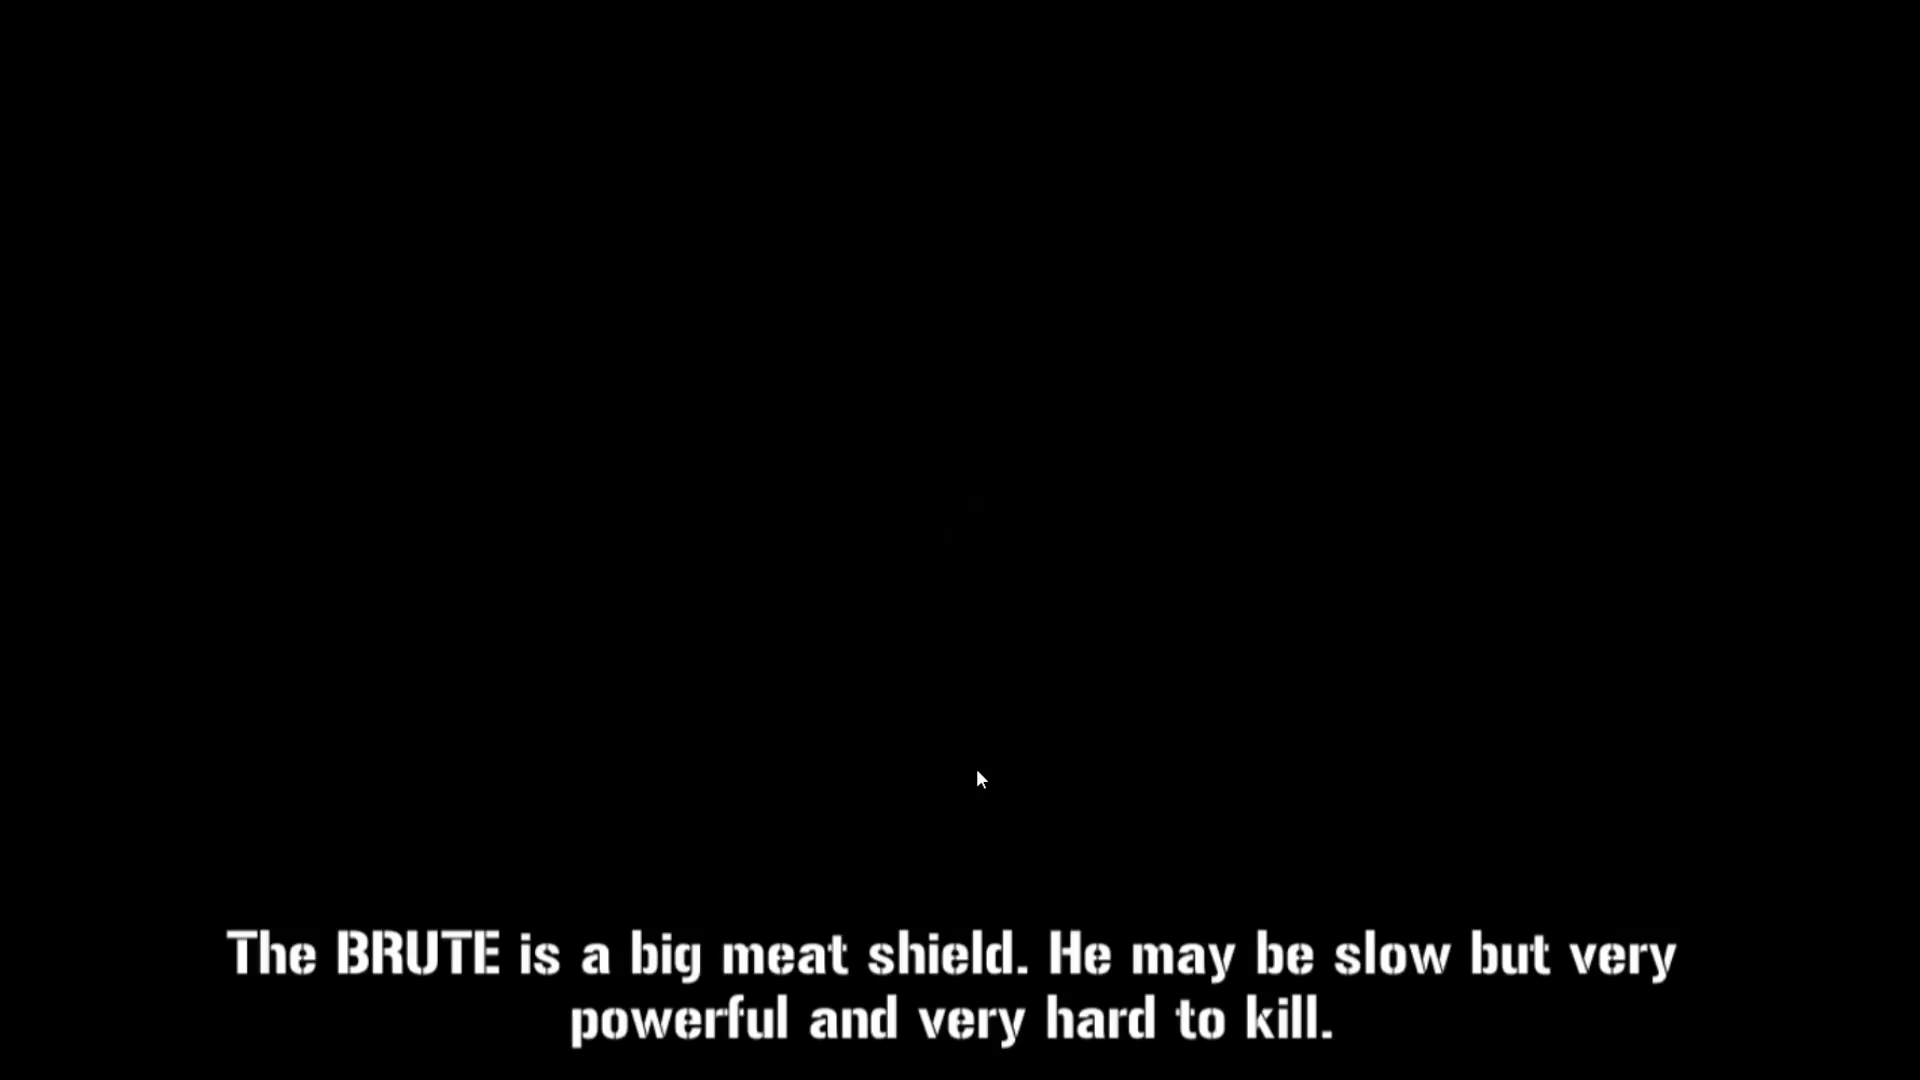 The BRUTE is a big meat shield. He may be slow but very
powerful and very hard to kill.